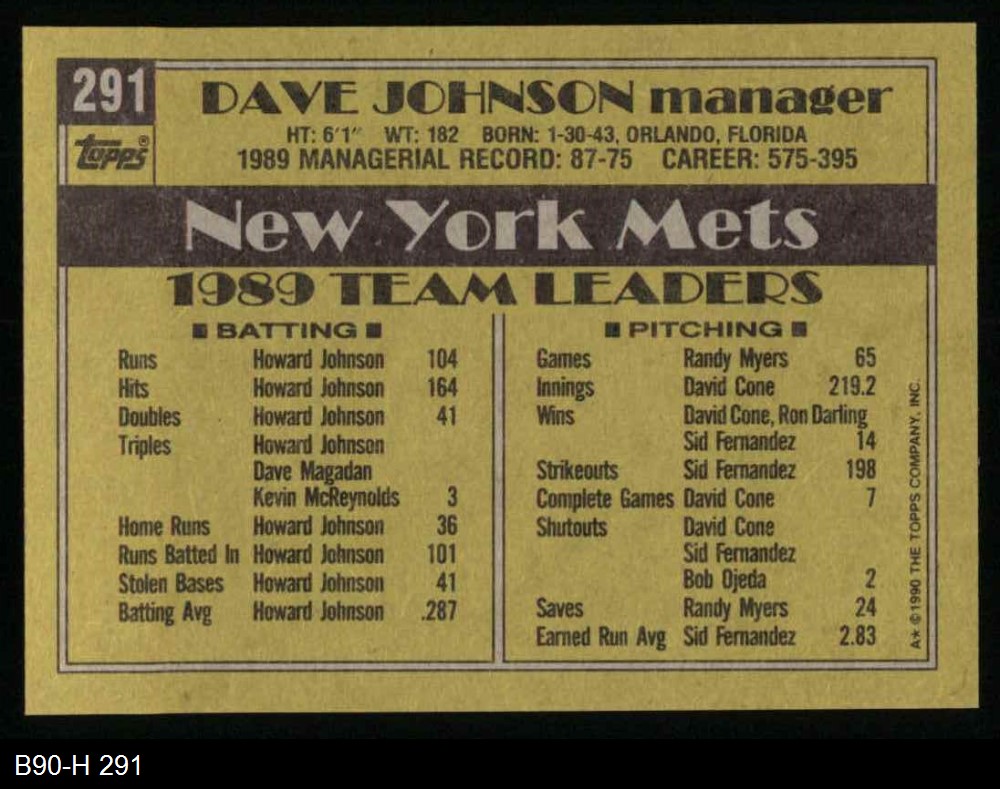 291
topps®
DAVE JOHNSON manager
HT: 6'1" WT: 182 BORN: 1-30-43, ORLANDO, FLORIDA
1989 MANAGERIAL RECORD: 87-75 CAREER: 575-395
New York Mets
1989 TEAM LEADERS
BATTING
Runs Howard Johnson 104
Hits Howard Johnson 164
Doubles Howard Johnson 41
Triples Howard Johnson
Dave Magadan
Kevin McReynolds 3
Home Runs Howard Johnson 36
Runs Batted In Howard Johnson 101
Stolen Bases Howard Johnson 41
Batting Avg Howard Johnson .287
PITCHING
Games Randy Myers 65
Innings David Cone 219.2
Wins David Cone, Ron Darling
Sid Fernandez 14
Strikeouts Sid Fernandez 198
Complete Games David Cone 7
Shutouts David Cone
Sid Fernandez
Bob Ojeda 2
Saves Randy Myers 24
Earned Run Avg Sid Fernandez 2.83
A* ©1990 THE TOPPS COMPANY, INC.
B90-H 291